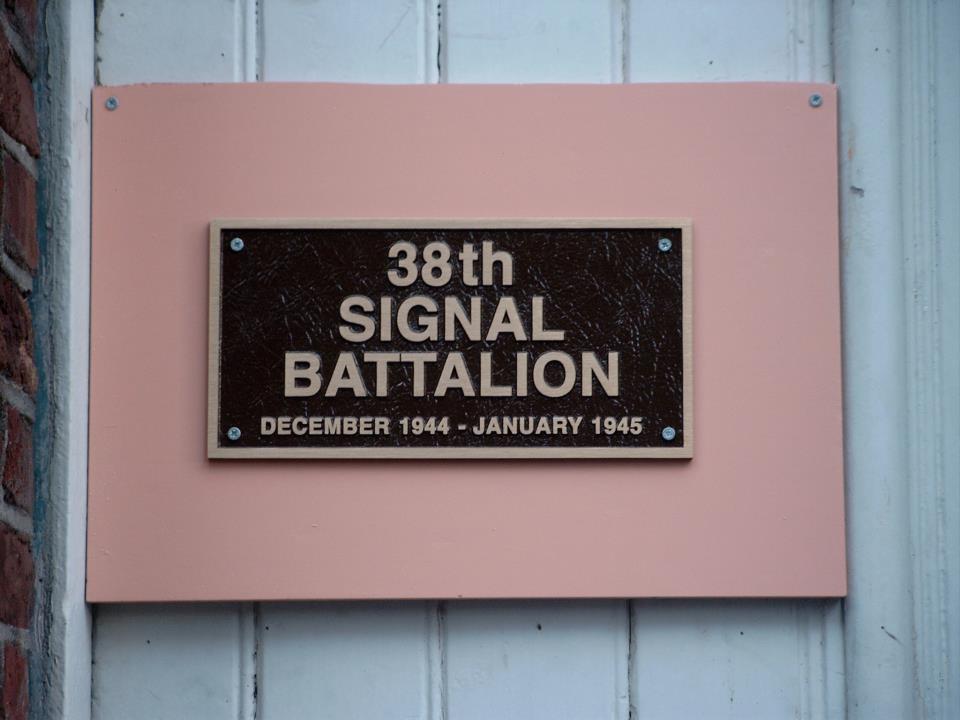 38th
SIGNAL
BATTALION
DECEMBER 1944 - JANUARY 1945